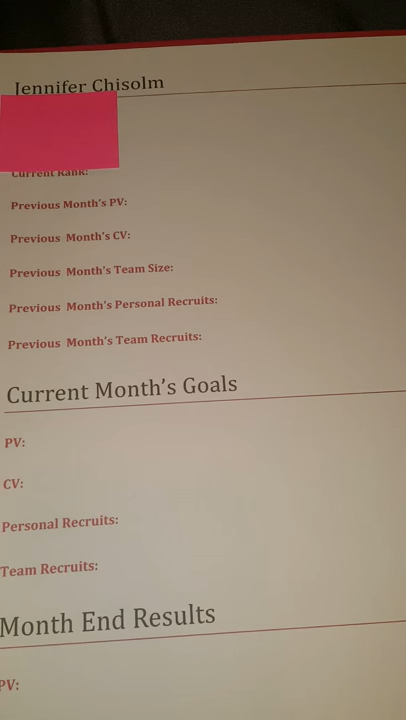 Jennifer Chisolm
Current Rank:
Previous Month's PV:
Previous Month's CV:
Previous Month's Team Size:
Previous Month's Personal Recruits:
Previous Month's Team Recruits:
Current Month's Goals
PV:
CV:
Personal Recruits:
Team Recruits:
Month End Results
PV: